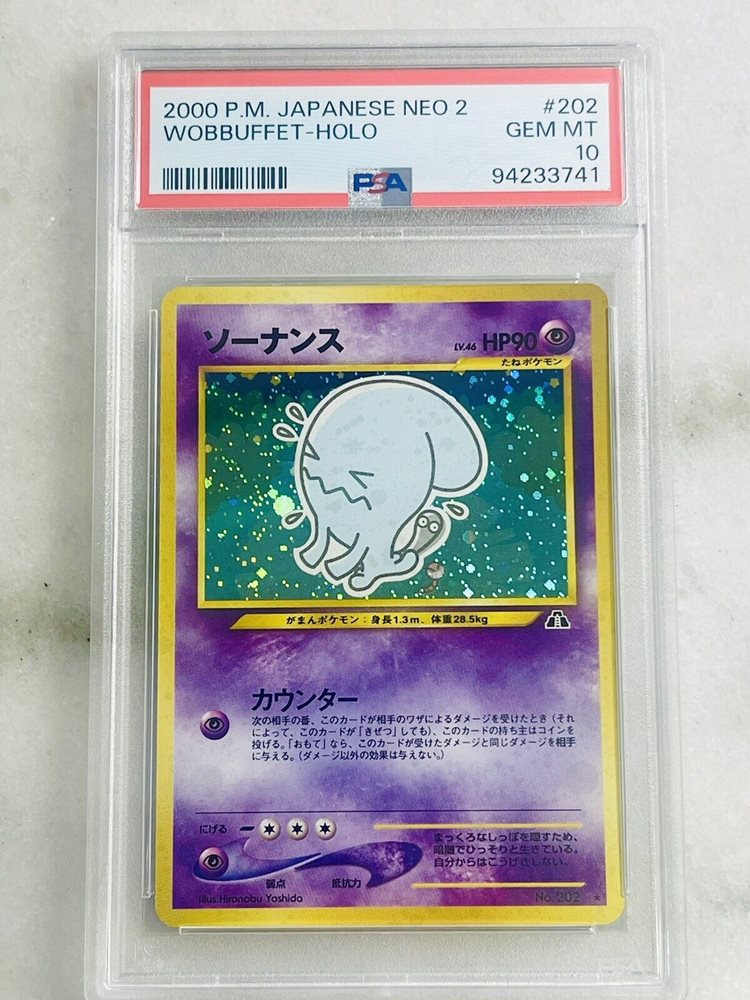 2000 P.M. JAPANESE NEO 2 #202
WOBBUFFET-HOLO GEM MT
10
PSA 94233741
ソーナンス LV.46 HP90
たねポケモン
がまんポケモン：身長1.3m、体重28.5kg
カウンター
次の相手の番、このカードが相手のワザによるダメージを受けたとき（それ
によって、このカードが「きぜつ」しても）、このカードの持ち主はコインを
投げる。「おもて」なら、このカードが受けたダメージと同じダメージを相手
に与える。（ダメージ以外の効果は与えない。）
にげる
まっくろなしっぽを隠すため、
暗闇でひっそりと生きている。
自分からはこうげきしない。
弱点 抵抗力
Illus.Hironobu Yoshida No.202 ★